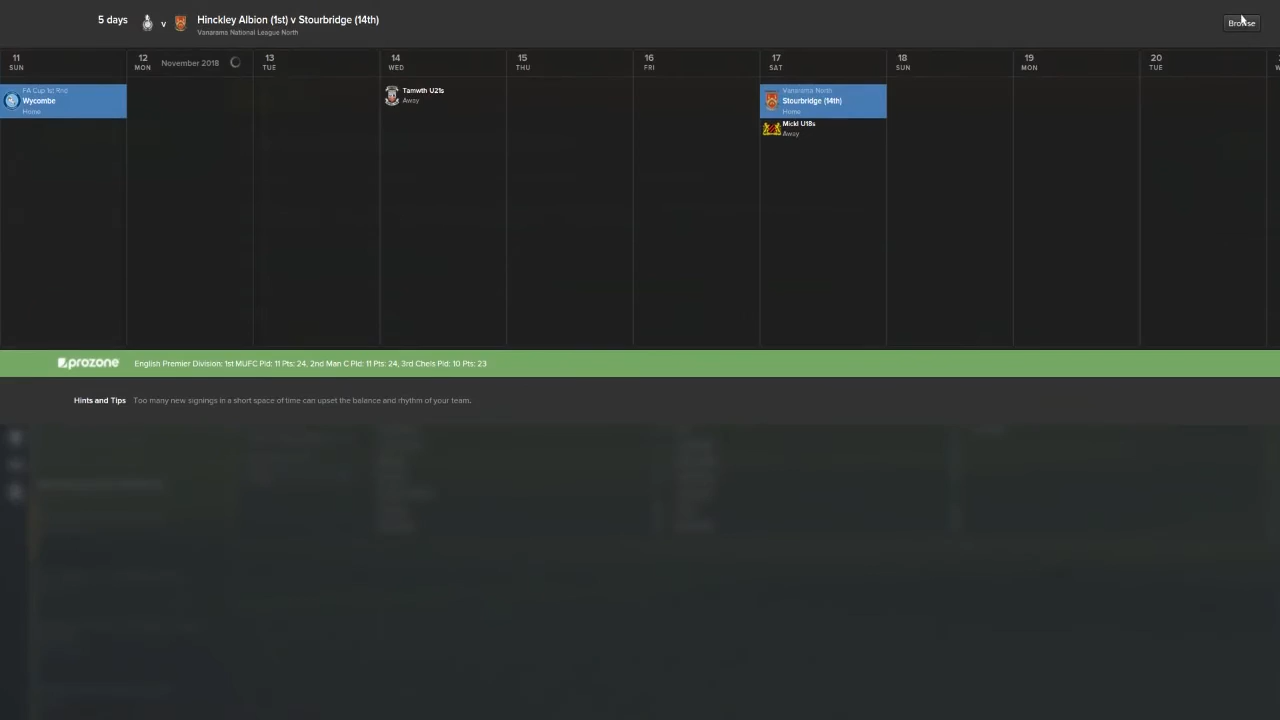 5 days
v
Hinckley Albion (1st) v Stourbridge (14th)
Vanarama National League North
Browse
11
SUN
12
MON
November 2018
13
TUE
14
WED
15
THU
16
FRI
17
SAT
18
SUN
19
MON
20
TUE
FA Cup 1st Rnd
Wycombe
Home
Tamwth U21s
Away
Vanarama North
Stourbridge (14th)
Home
Mickl U18s
Away
prozone
English Premier Division: 1st MUFC Pld: 11 Pts: 24, 2nd Man C Pld: 11 Pts: 24, 3rd Chels Pld: 10 Pts: 23
Hints and Tips Too many new signings in a short space of time can upset the balance and rhythm of your team.